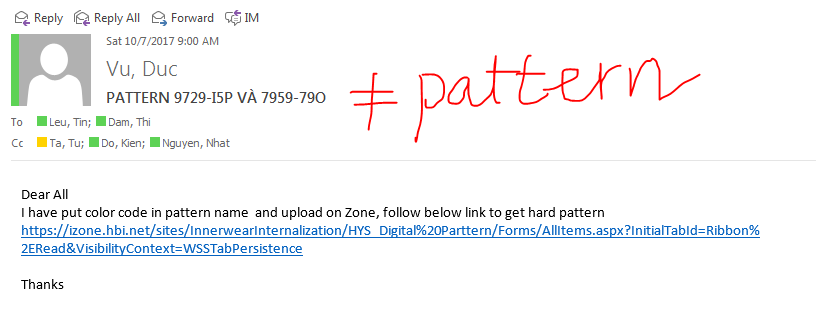 Reply Reply All Forward IM
Sat 10/7/2017 9:00 AM
Vu, Duc
PATTERN 9729-I5P VÀ 7959-79O
≠ pattern
To Leu, Tin; Dam, Thi
Cc Ta, Tu; Do, Kien; Nguyen, Nhat
Dear All
I have put color code in pattern name and upload on Zone, follow below link to get hard pattern
https://izone.hbi.net/sites/InnerwearInternalization/HYS_Digital%20Parttern/Forms/AllItems.aspx?InitialTabId=Ribbon%
2ERead&VisibilityContext=WSSTabPersistence
Thanks